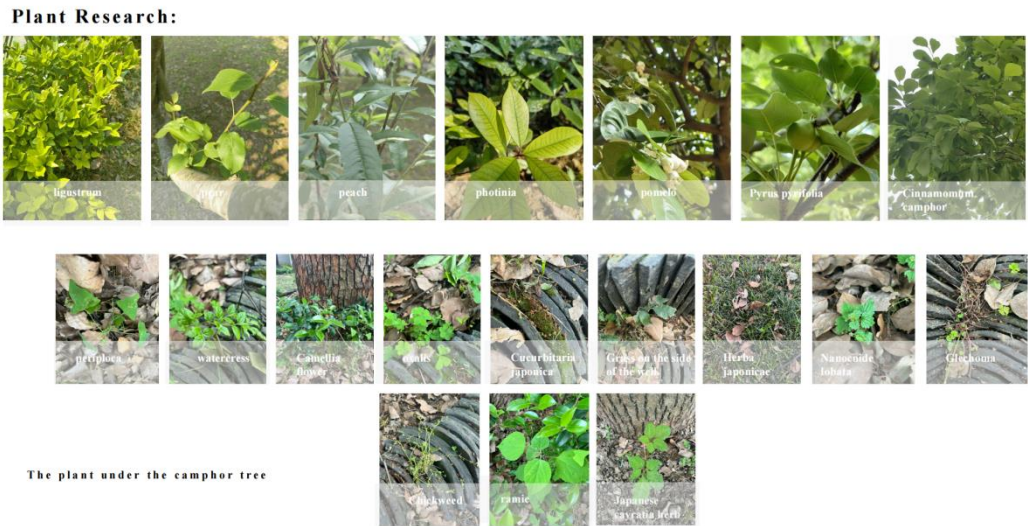 Plant Research:
ligustrum
pear
peach
photinia
pomelo
Pyrus pyrifolia
Cinnamomum
camphor
periploca
watercress
Camellia
flower
Cucurbitaria
japonica
Grass on the side
of the walk
Herba
japonicae
Nanocnide
lobata
Glechoma
Chickweed
ramie
Japanese
cayratia herb
The plant under the camphor tree